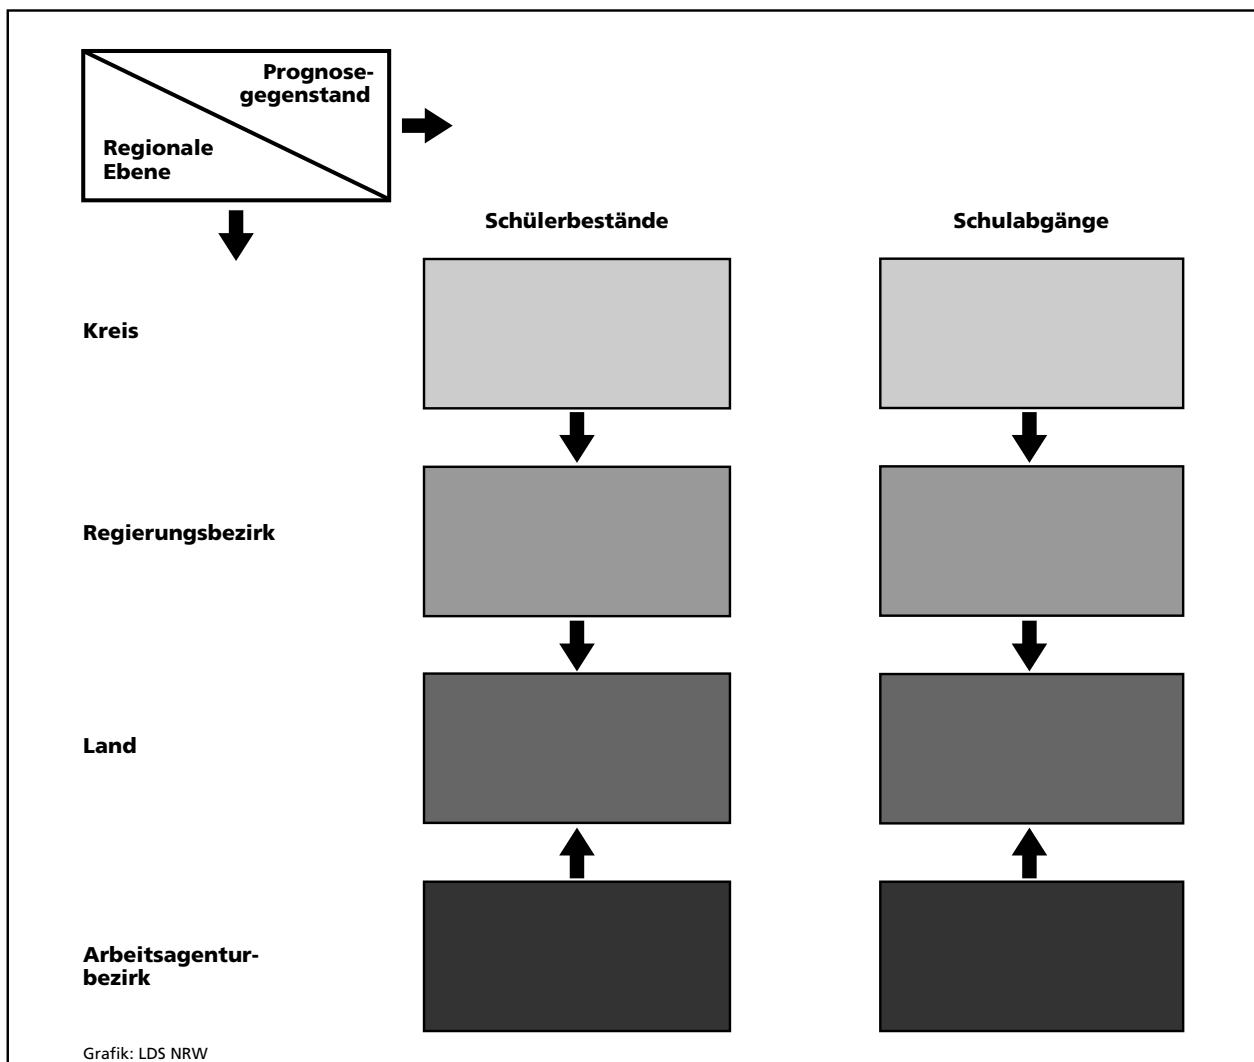 Prognose-
gegenstand
Regionale
Ebene
Schülerbestände
Schulabgänge
Kreis
Regierungsbezirk
Land
Arbeitsagentur-
bezirk
Grafik: LDS NRW